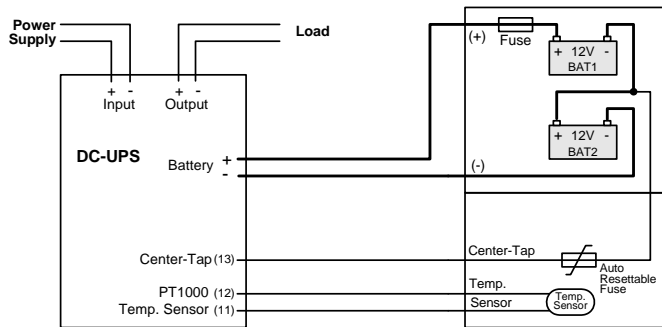 Power
Supply
Load
+ -
Input
+ -
Output
DC-UPS
Battery
+
-
(+)
Fuse
+ 12V -
BAT1
+ 12V -
BAT2
(-)
Center-Tap (13)
Center-Tap
Auto
Resettable
Fuse
PT1000 (12)
Temp.
Temp. Sensor (11)
Sensor
Temp.
Sensor